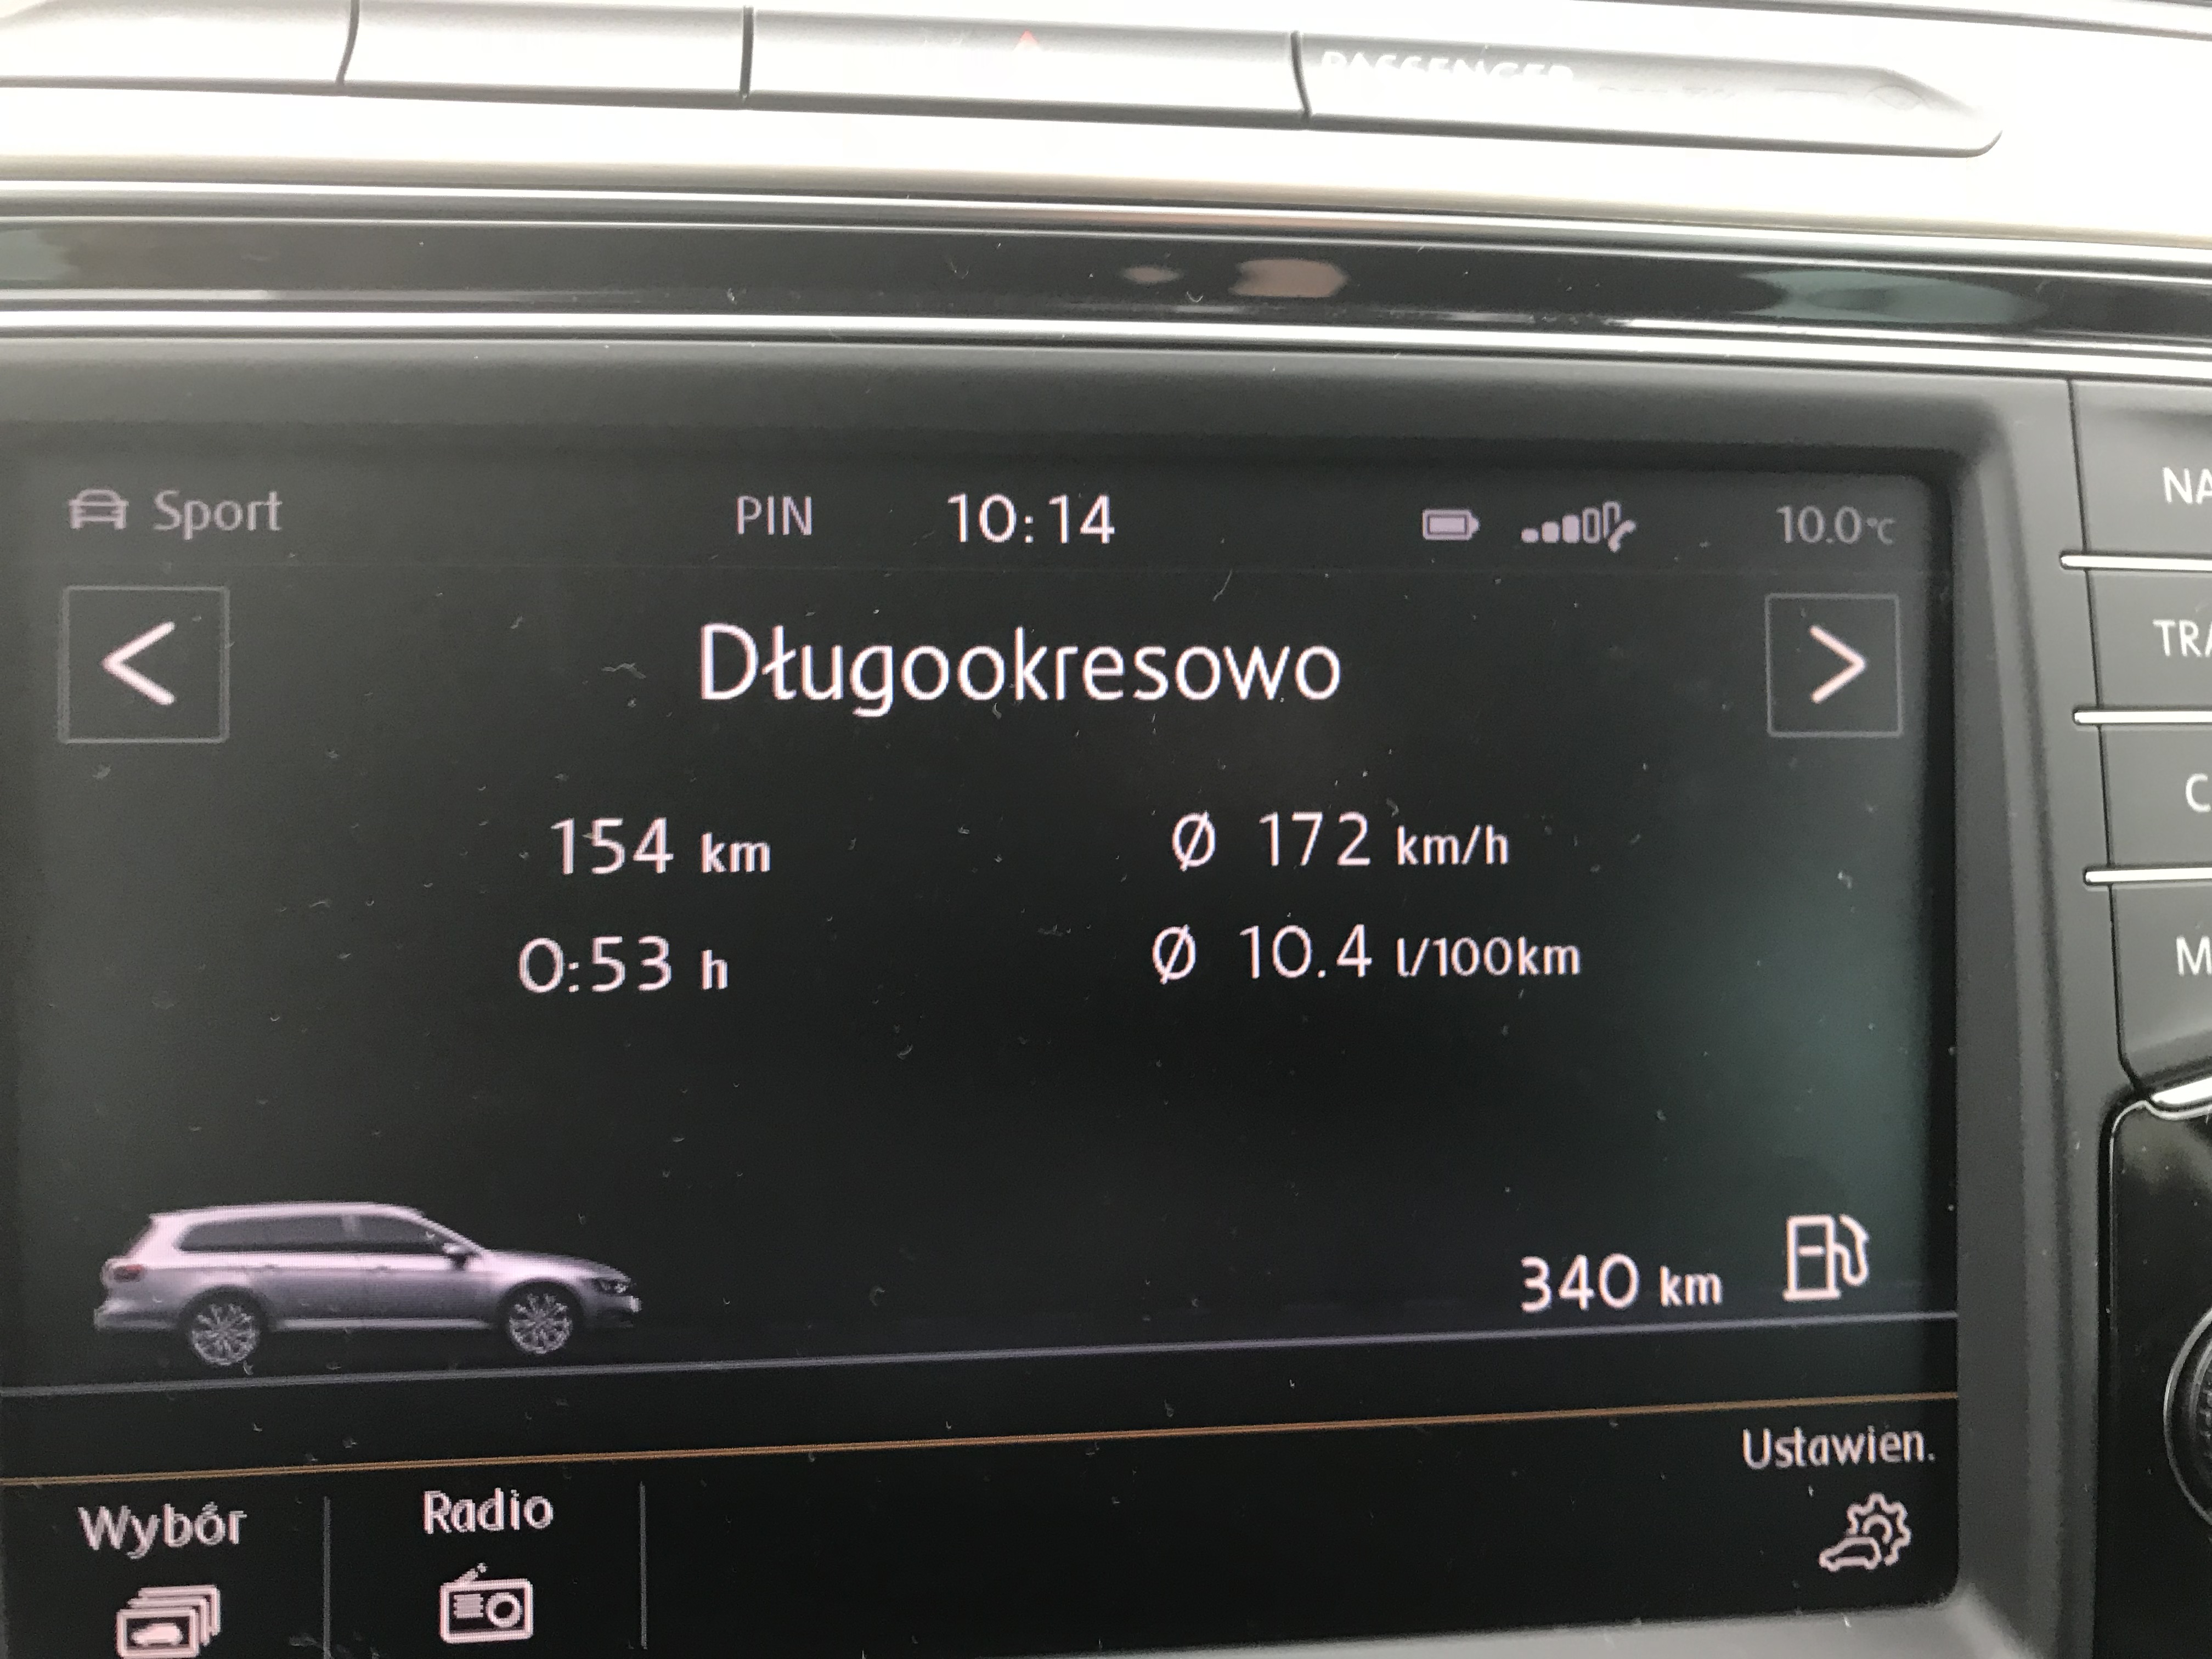 PASSENGER
Sport PIN 10:14 10.0°C
< Długookresowo >
154 km Ø 172 km/h
0:53 h Ø 10.4 l/100km
340 km
Ustawien.
Wybór Radio